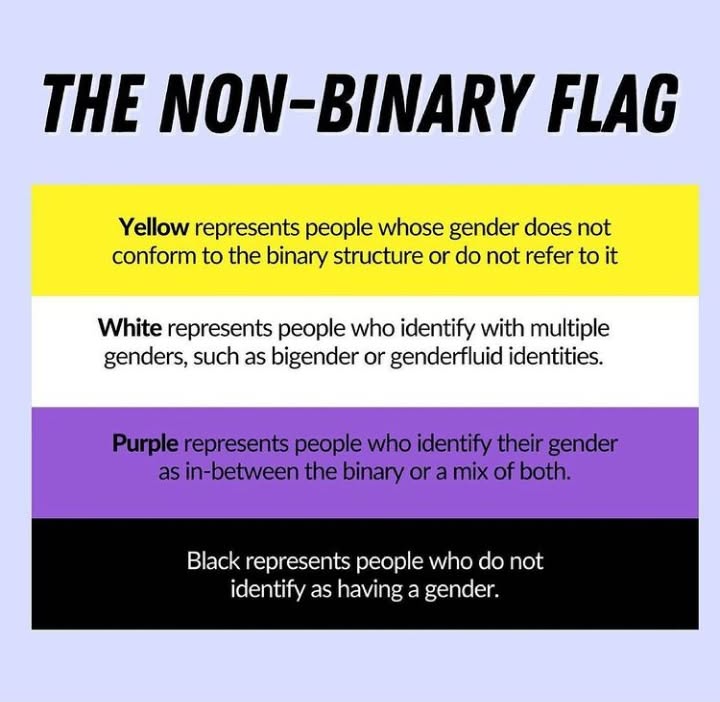 THE NON-BINARY FLAG
Yellow represents people whose gender does not
conform to the binary structure or do not refer to it
White represents people who identify with multiple
genders, such as bigender or genderfluid identities.
Purple represents people who identify their gender
as in-between the binary or a mix of both.
Black represents people who do not
identify as having a gender.